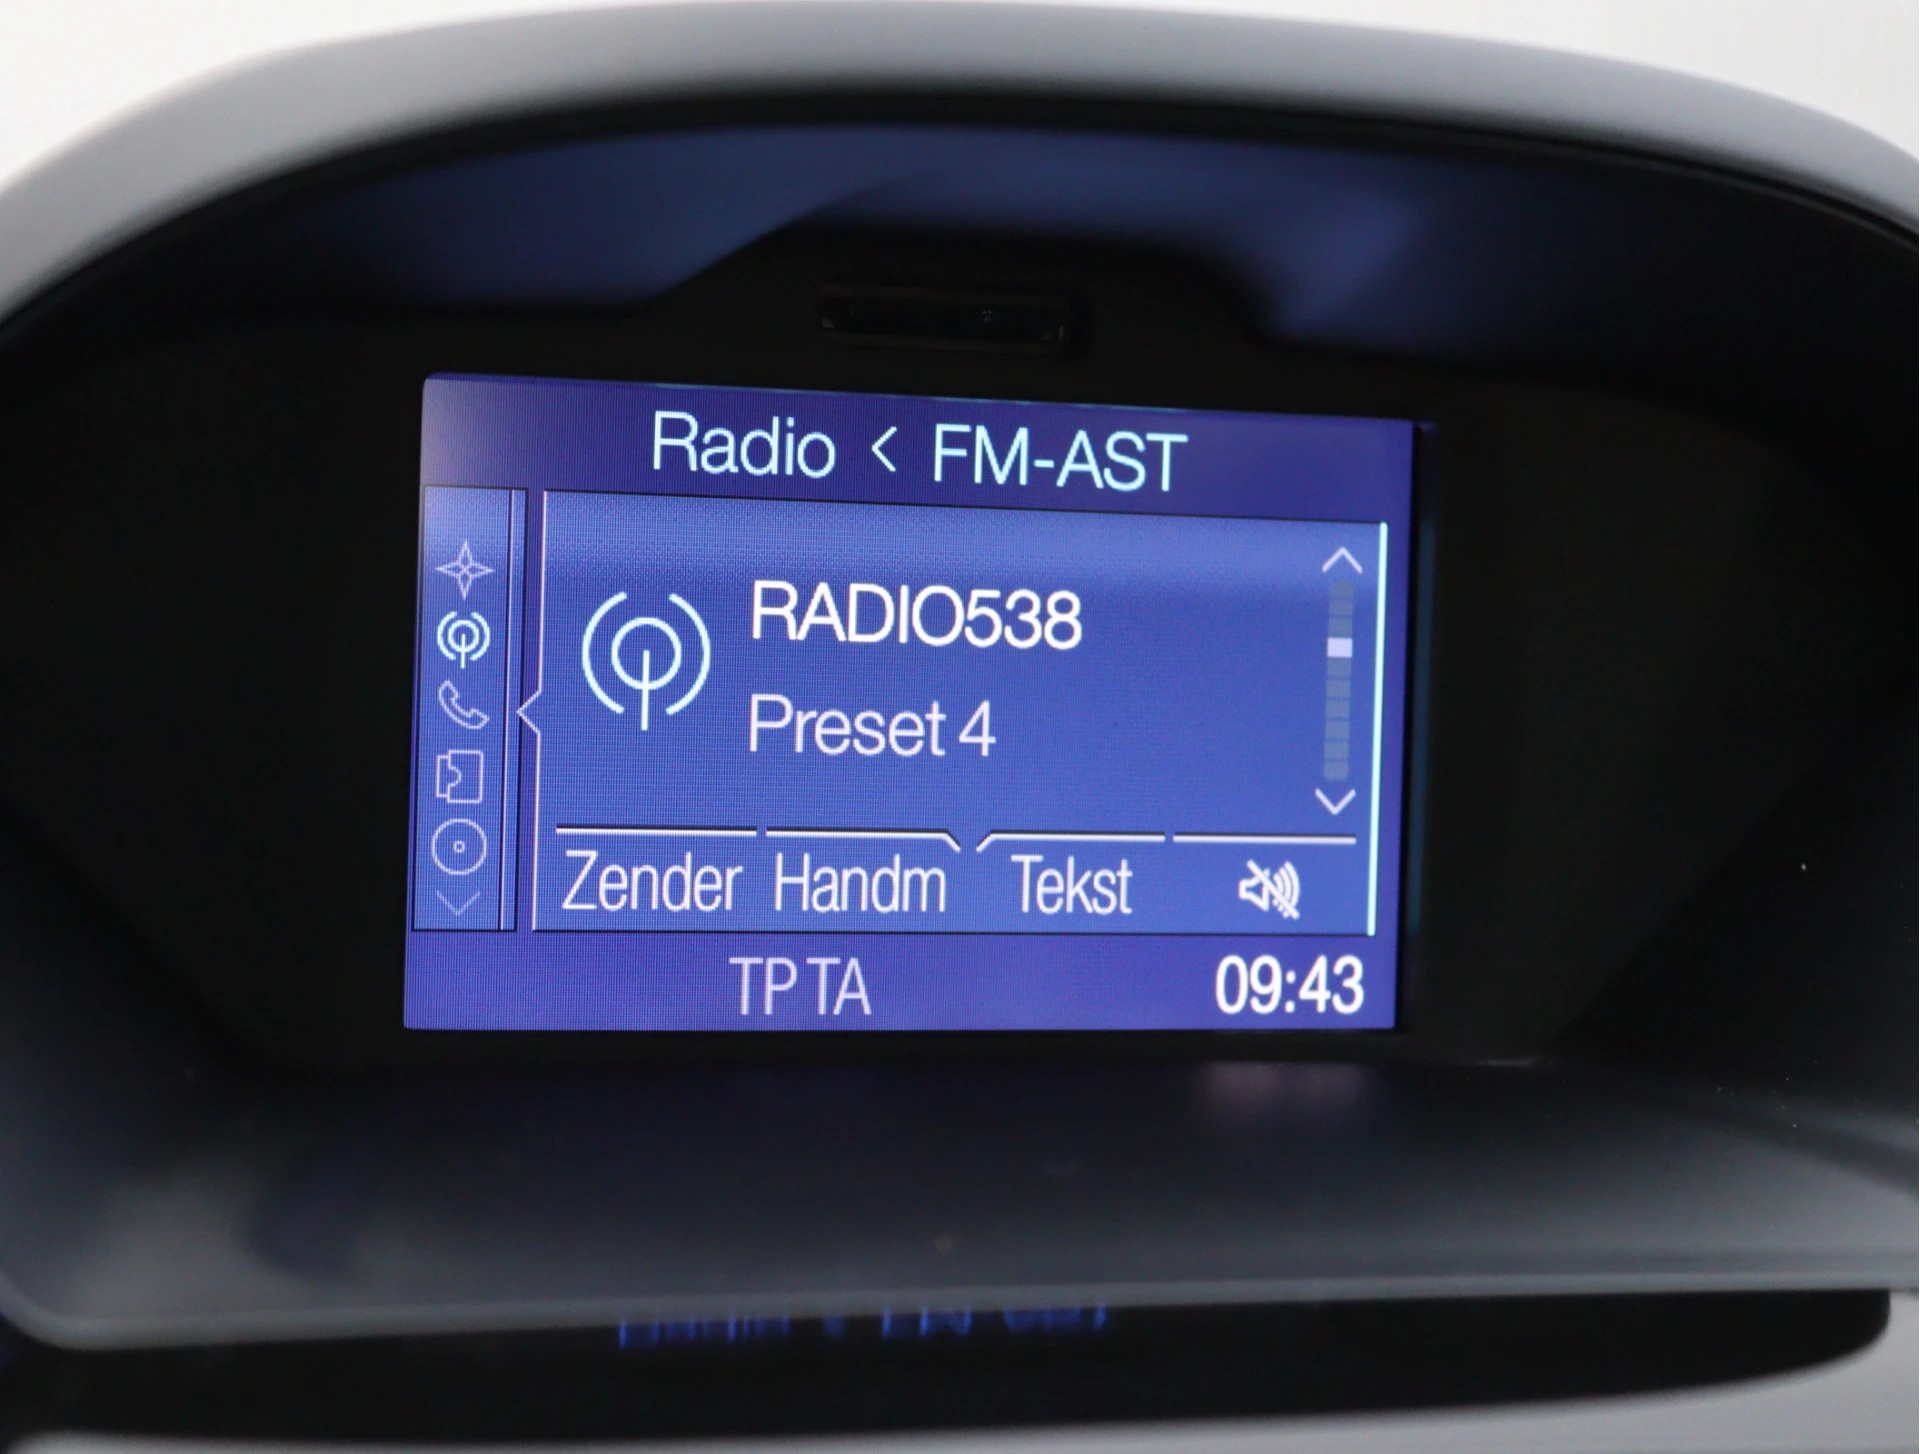 Radio < FM-AST
RADIO538
Preset 4
Zender Handm Tekst
TP TA 09:43